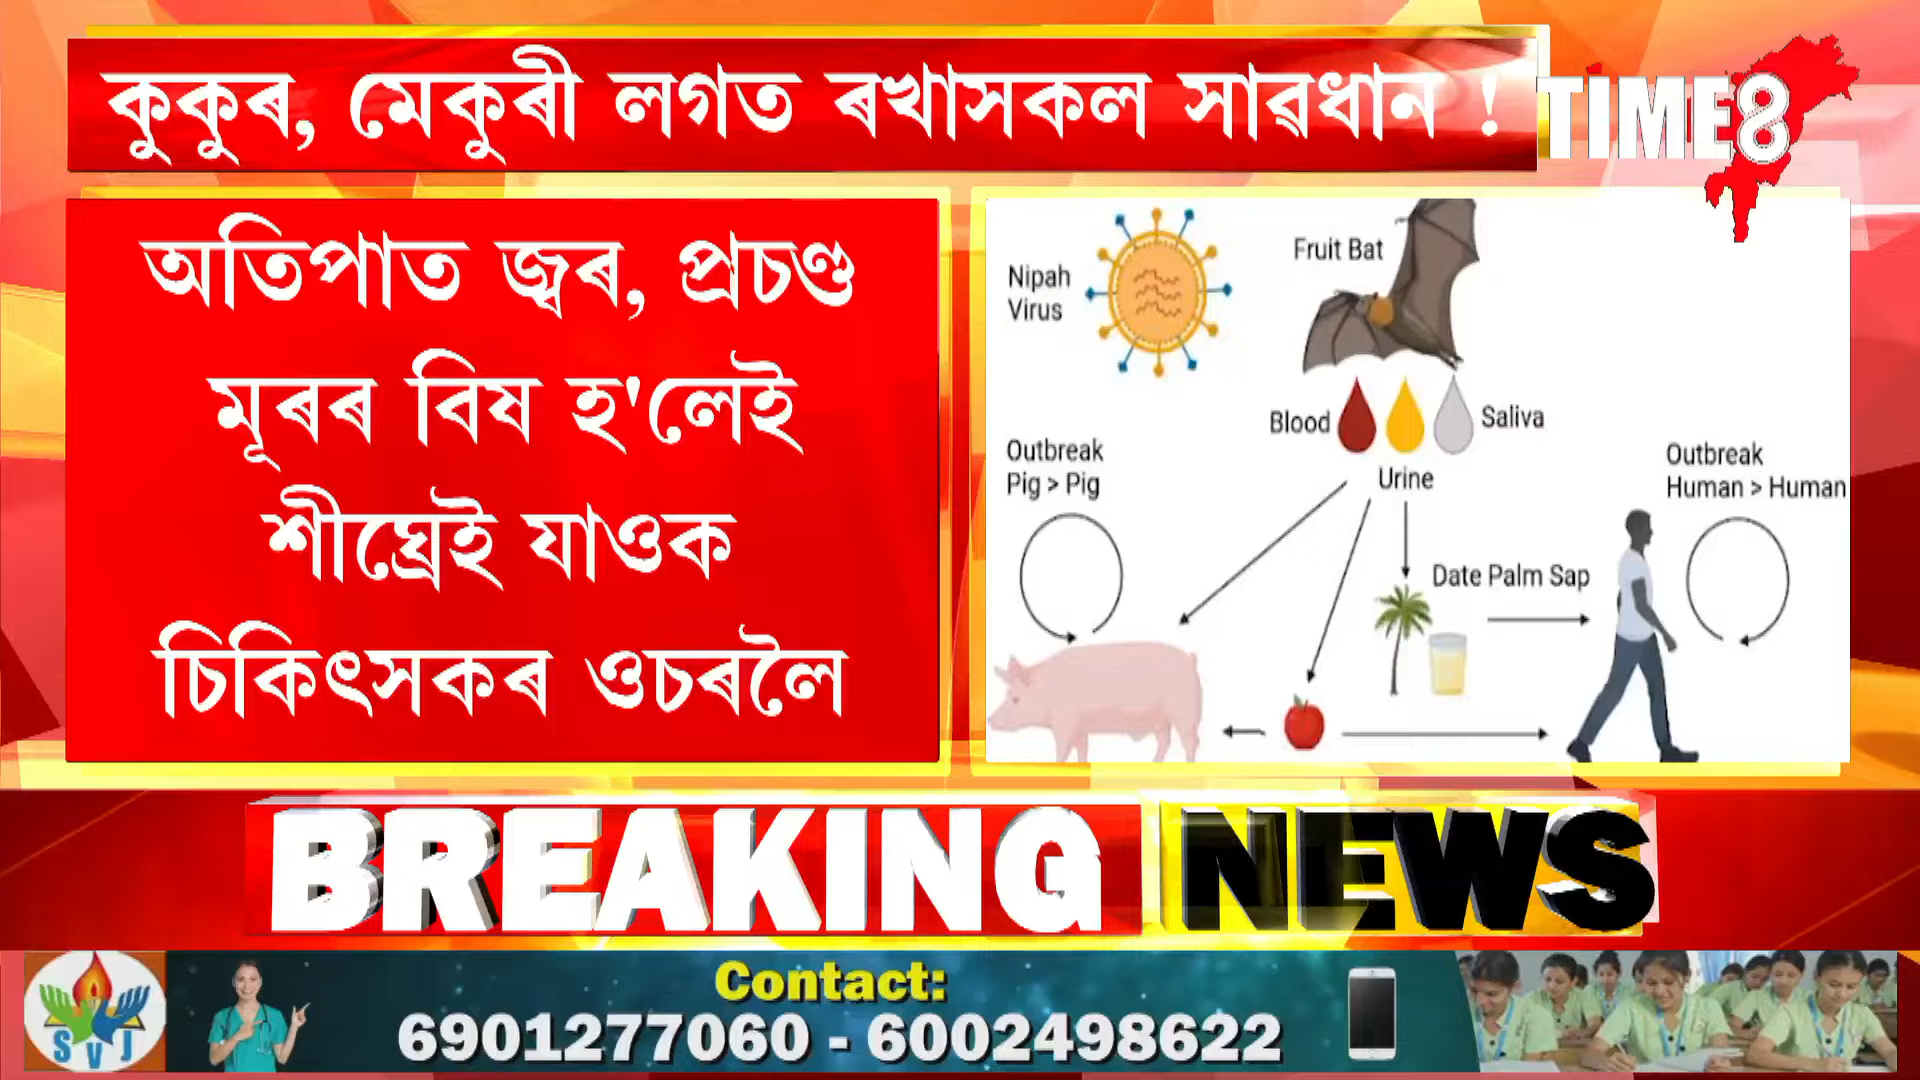 কুকুৰ, মেকুৰী লগত ৰখাসকল সাৱধান !
TIME8
অতিপাত জ্বৰ, প্ৰচণ্ড
মূৰৰ বিষ হ'লেই
শীঘ্ৰেই যাওক
চিকিৎসকৰ ওচৰলৈ
Nipah
Virus
Fruit Bat
Blood
Saliva
Urine
Outbreak
Pig > Pig
Outbreak
Human > Human
Date Palm Sap
BREAKING NEWS
SVJ
Contact:
6901277060 - 6002498622